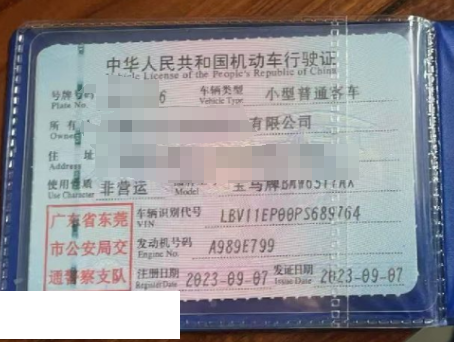 中华人民共和国机动车行驶证
Vehicle License of the People's Republic of China
号牌号 6 车辆类型 小型普通客车
Plate No. Vehicle Type
所有 有限公司
Owner
住 址
Address
使用性质 非营运 宝马牌
Use Character Model
广东省东莞
市公安局交
通警察支队
车辆识别代号 LBV11EP00PS689764
VIN
发动机号码 A989E799
Engine No.
注册日期 2023-09-07 发证日期 2023-09-07
Register Date Issue Date